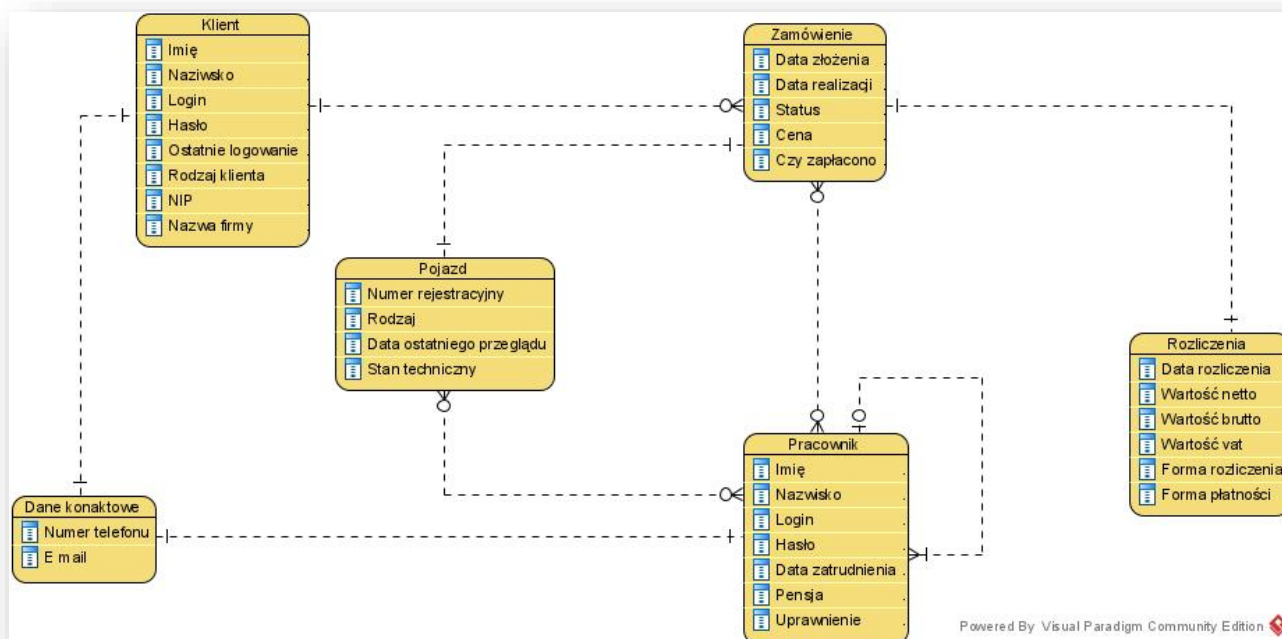 Klient
Imię
Naziwsko
Login
Hasło
Ostatnie logowanie
Rodzaj klienta
NIP
Nazwa firmy
Zamówienie
Data złożenia
Data realizacji
Status
Cena
Czy zapłacono
Pojazd
Numer rejestracyjny
Rodzaj
Data ostatniego przeglądu
Stan techniczny
Rozliczenia
Data rozliczenia
Wartość netto
Wartość brutto
Wartość vat
Forma rozliczenia
Forma płatności
Pracownik
Imię
Nazwisko
Login
Hasło
Data zatrudnienia
Pensja
Uprawnienie
Dane konaktowe
Numer telefonu
E mail
Powered By Visual Paradigm Community Edition